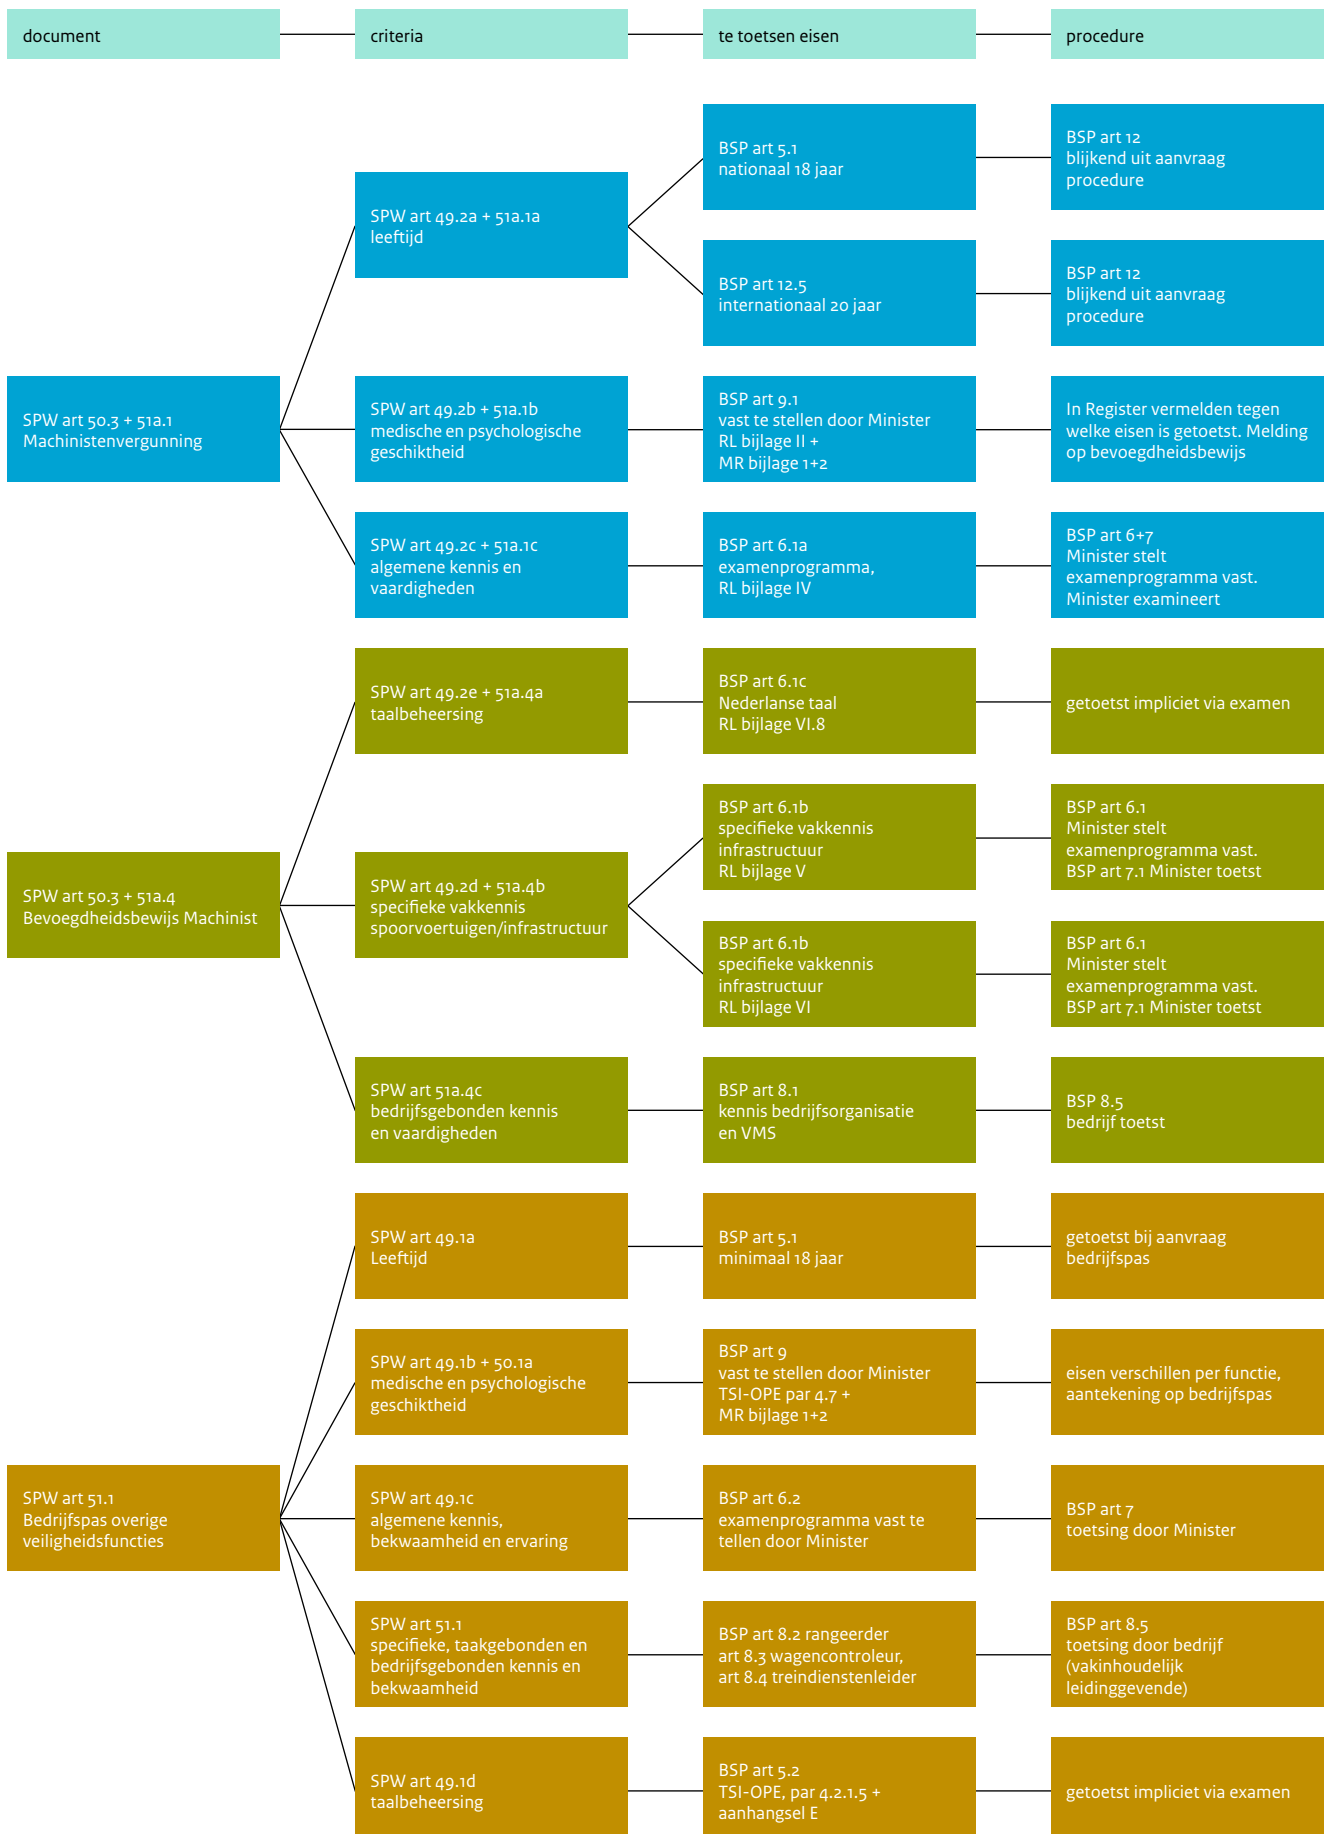 document
criteria
te toetsen eisen
procedure
SPW art 50.3 + 51a.1
Machinistenvergunning
SPW art 49.2a + 51a.1a
leeftijd
BSP art 5.1
nationaal 18 jaar
BSP art 12
blijkend uit aanvraag
procedure
BSP art 12.5
internationaal 20 jaar
BSP art 12
blijkend uit aanvraag
procedure
SPW art 49.2b + 51a.1b
medische en psychologische
geschiktheid
BSP art 9.1
vast te stellen door Minister
RL bijlage II +
MR bijlage 1+2
In Register vermelden tegen
welke eisen is getoetst. Melding
op bevoegdheidsbewijs
SPW art 49.2c + 51a.1c
algemene kennis en
vaardigheden
BSP art 6.1a
examenprogramma,
RL bijlage IV
BSP art 6+7
Minister stelt
examenprogramma vast.
Minister examineert
SPW art 50.3 + 51a.4
Bevoegdheidsbewijs Machinist
SPW art 49.2e + 51a.4a
taalbeheersing
BSP art 6.1c
Nederlanse taal
RL bijlage VI.8
getoetst impliciet via examen
SPW art 49.2d + 51a.4b
specifieke vakkennis
spoorvoertuigen/infrastructuur
BSP art 6.1b
specifieke vakkennis
infrastructuur
RL bijlage V
BSP art 6.1
Minister stelt
examenprogramma vast.
BSP art 7.1 Minister toetst
BSP art 6.1b
specifieke vakkennis
infrastructuur
RL bijlage VI
BSP art 6.1
Minister stelt
examenprogramma vast.
BSP art 7.1 Minister toetst
SPW art 51a.4c
bedrijfsgebonden kennis
en vaardigheden
BSP art 8.1
kennis bedrijfsorganisatie
en VMS
BSP 8.5
bedrijf toetst
SPW art 51.1
Bedrijfspas overige
veiligheidsfuncties
SPW art 49.1a
Leeftijd
BSP art 5.1
minimaal 18 jaar
getoetst bij aanvraag
bedrijfspas
SPW art 49.1b + 50.1a
medische en psychologische
geschiktheid
BSP art 9
vast te stellen door Minister
TSI-OPE par 4.7 +
MR bijlage 1+2
eisen verschillen per functie,
aantekening op bedrijfspas
SPW art 49.1c
algemene kennis,
bekwaamheid en ervaring
BSP art 6.2
examenprogramma vast te
tellen door Minister
BSP art 7
toetsing door Minister
SPW art 51.1
specifieke, taakgebonden en
bedrijfsgebonden kennis en
bekwaamheid
BSP art 8.2 rangeerder
art 8.3 wagencontroleur,
art 8.4 treindienstenleider
BSP art 8.5
toetsing door bedrijf
(vakinhoudelijk
leidinggevende)
SPW art 49.1d
taalbeheersing
BSP art 5.2
TSI-OPE, par 4.2.1.5 +
aanhangsel E
getoetst impliciet via examen